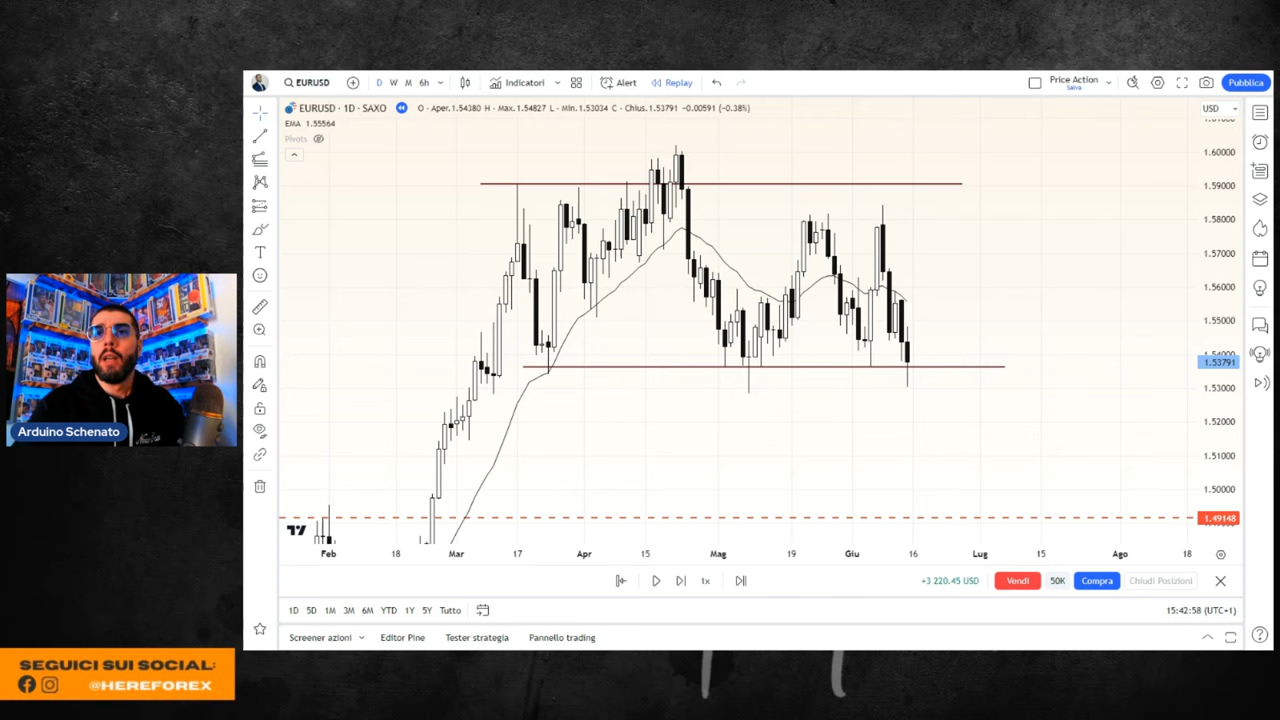 EURUSD
D W M 6h
Indicatori
Alert
Replay
Price Action
Salva
Pubblica
EURUSD · 1D · SAXO
O - Aper.1.54380 H - Max.1.54827 L - Min.1.53034 C - Chius.1.53791 -0.00591 (-0.38%)
USD
EMA 1.55564
Pivots
1.60000
1.59000
1.58000
1.57000
1.56000
1.55000
1.53791
1.53000
1.52000
1.51000
1.50000
1.49148
Arduino Schenato
Feb 18 Mar 17 Apr 15 Mag 19 Giu 16 Lug 15 Ago 18
1x
+3 220.45 USD
Vendi
50K
Compra
Chiudi Posizioni
1D 5D 1M 3M 6M YTD 1Y 5Y Tutto
15:42:58 (UTC+1)
Screener azioni
Editor Pine
Tester strategia
Pannello trading
SEGUICI SUI SOCIAL:
@HEREFOREX